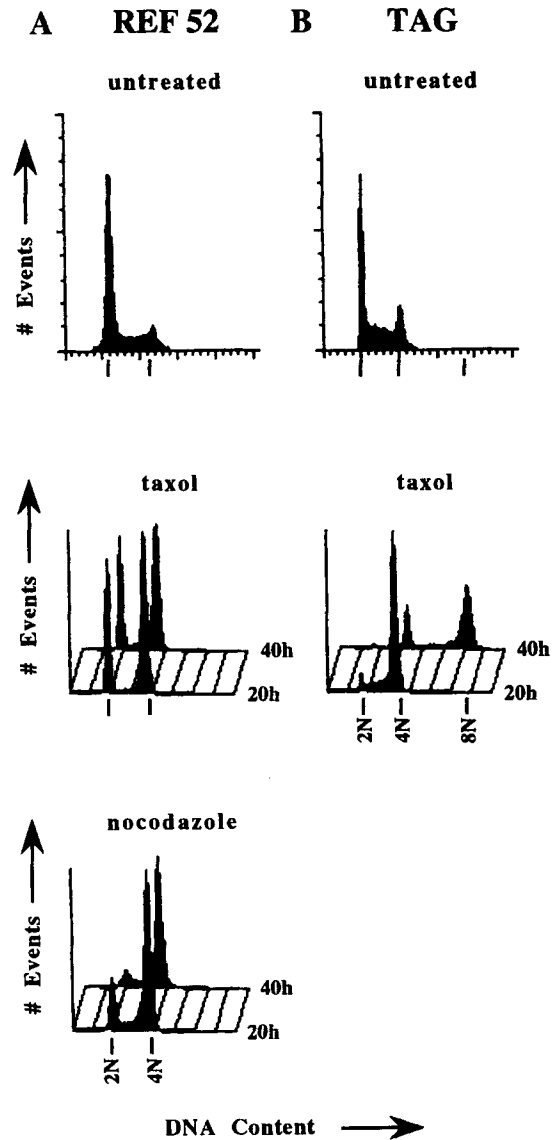 A REF 52 B TAG
untreated untreated
# Events
taxol taxol
# Events
40h 40h
20h 20h
2N 4N 8N
nocodazole
# Events
40h
20h
2N 4N
DNA Content